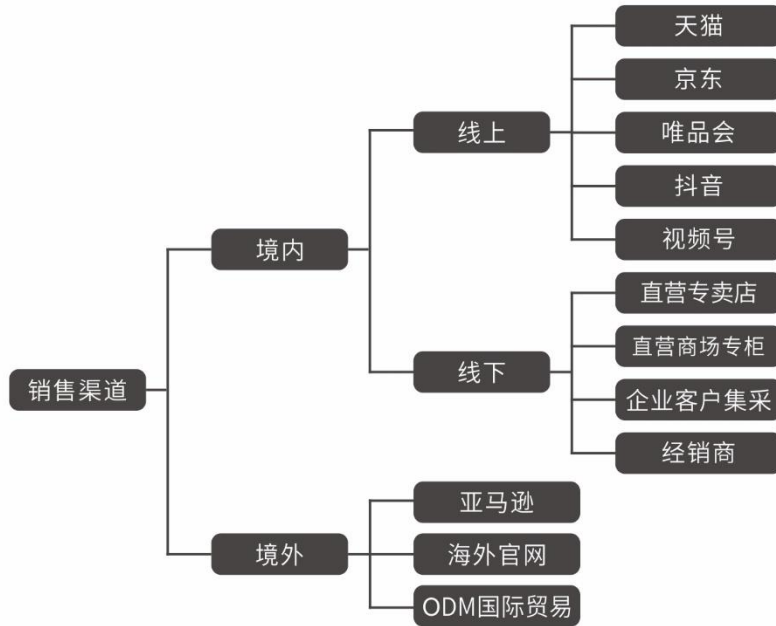 天猫
京东
线上
唯品会
抖音
境内
视频号
直营专卖店
直营商场专柜
线下
销售渠道
企业客户集采
经销商
亚马逊
境外
海外官网
ODM国际贸易